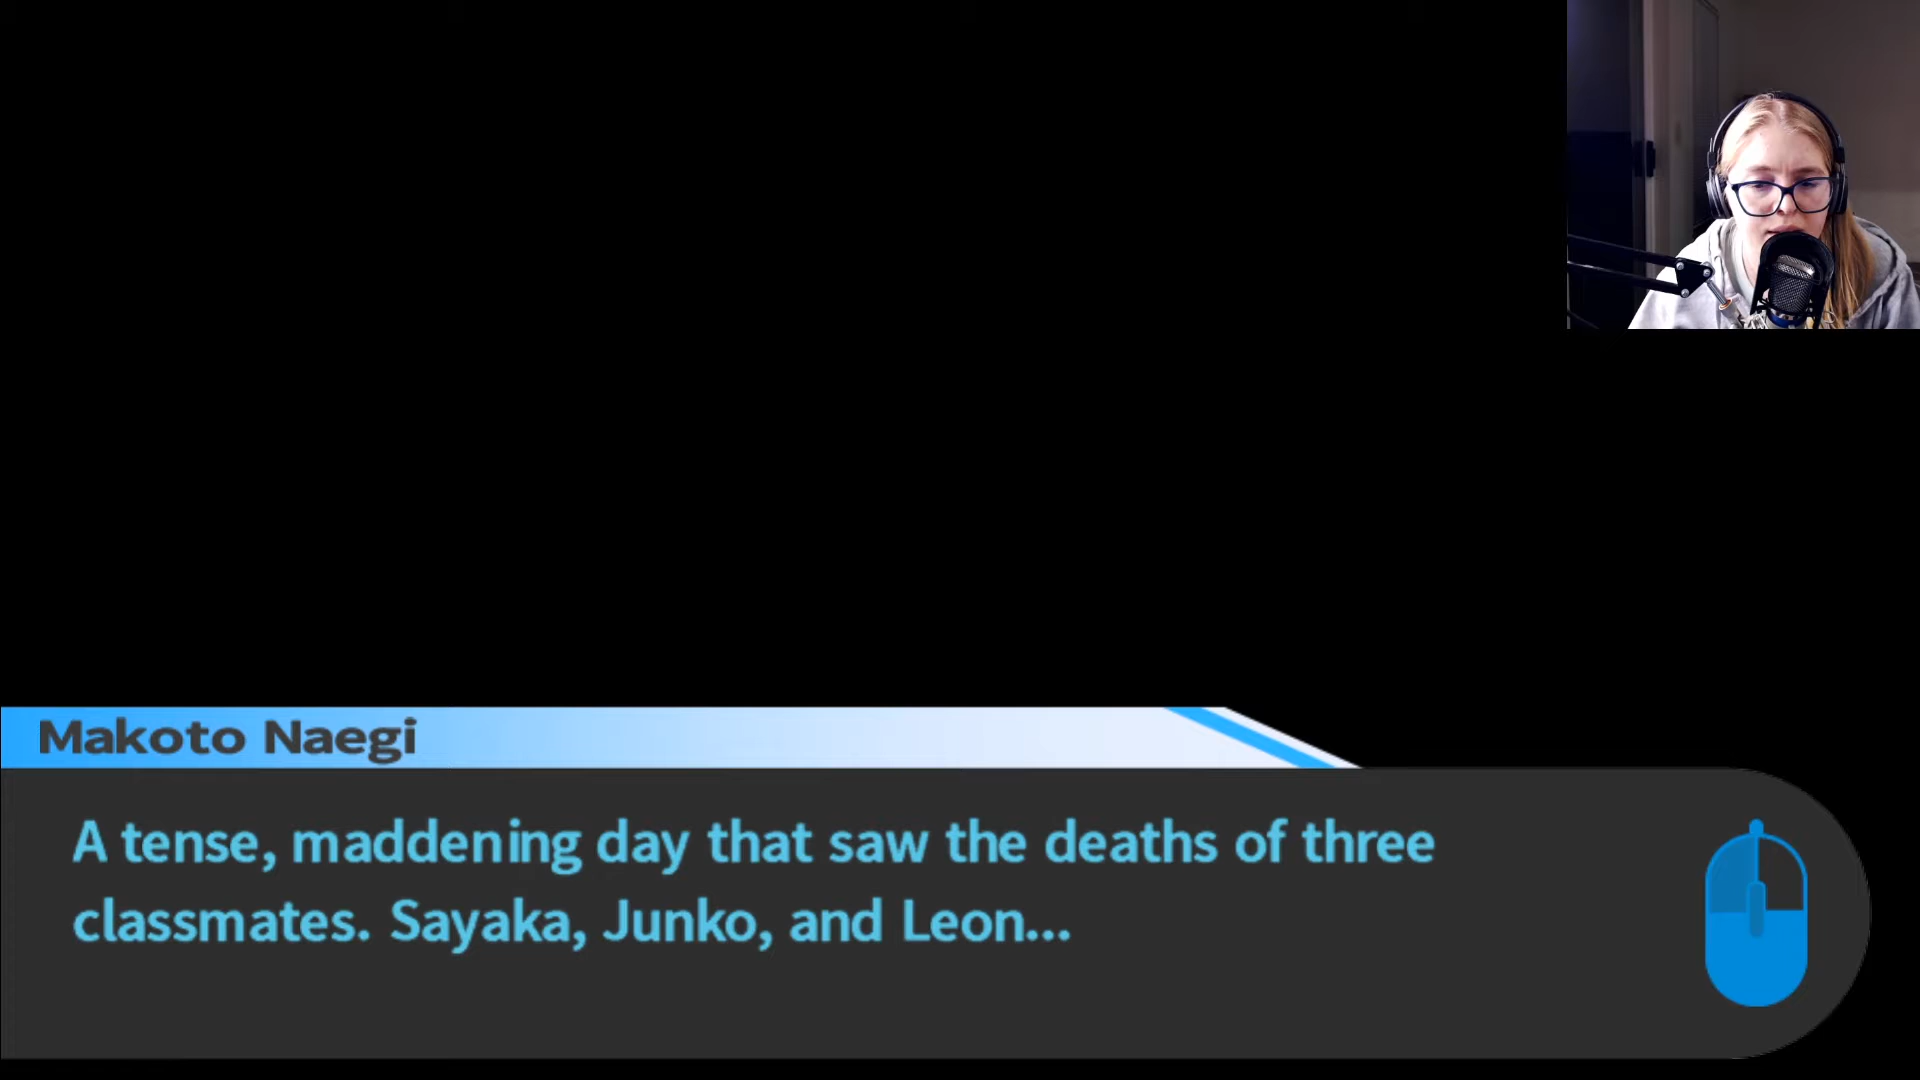 Makoto Naegi
A tense, maddening day that saw the deaths of three
classmates. Sayaka, Junko, and Leon...